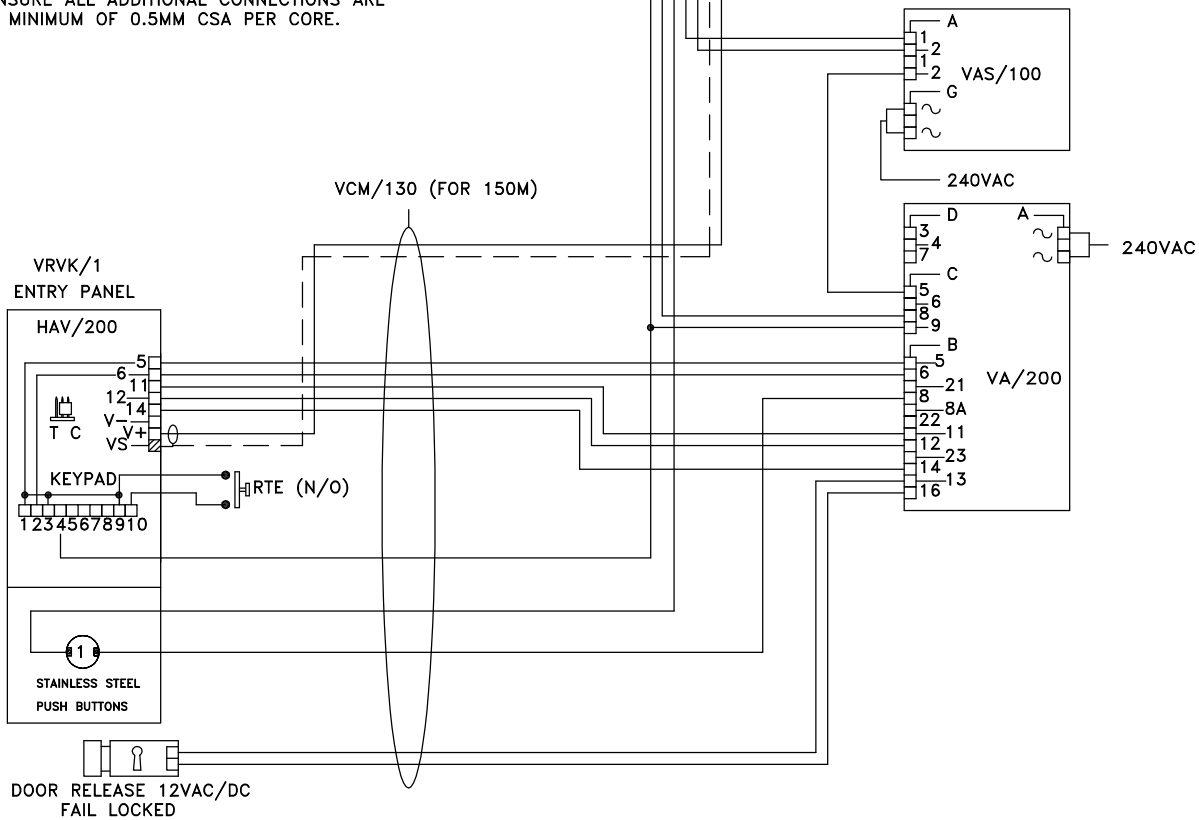 NSURE ALL ADDITIONAL CONNECTIONS ARE
MINIMUM OF 0.5MM CSA PER CORE.
A
1
2
1
2
VAS/100
G
240VAC
VCM/130 (FOR 150M)
D
A
3
4
7
240VAC
C
5
6
8
9
B
5
6
21
8
8A
22
11
12
23
14
13
16
VA/200
VRVK/1
ENTRY PANEL
HAV/200
5
6
11
12
14
V-
V+
VS
T C
KEYPAD
12345678910
RTE (N/O)
1
STAINLESS STEEL
PUSH BUTTONS
DOOR RELEASE 12VAC/DC
FAIL LOCKED